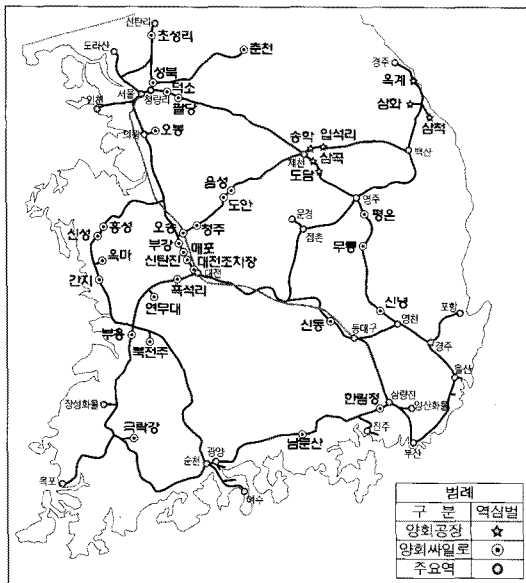 신탄리
초성리
도라산
춘천
성북
덕소
서울
청량리
팔당
인천
의왕
오봉
경주
옥계
삼화
삼척
송학
입석리
제천
삼곡
도담
백산
음성
도안
영주
평은
문경
점촌
무릉
홍성
신성
오송
청주
부강
매포
신탄진
대전조차장
대전
옥마
간치
흑석리
연무대
신동
동대구
신녕
영천
포항
경주
울산
부용
북전주
한림정
삼랑진
양산화물
장성화물
극락강
남문산
진주
부산
순천
광양
목포
여수
범례
구 분
역심벌
양회공장
☆
양회싸일로
⊙
주요역
○